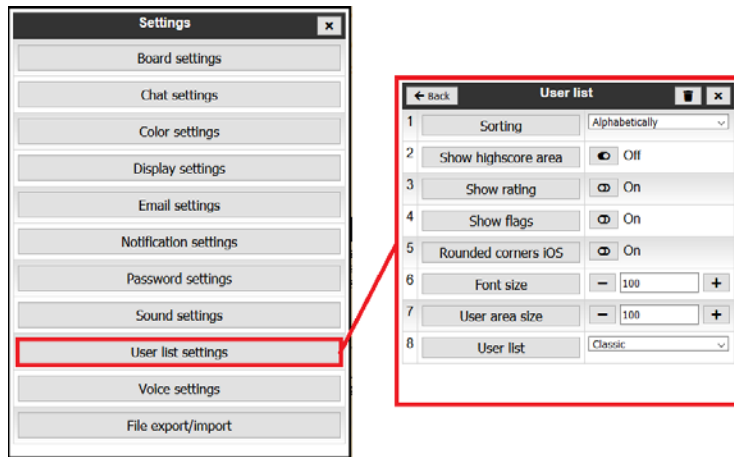 Settings
x
Board settings
Chat settings
Color settings
Display settings
Email settings
Notification settings
Password settings
Sound settings
User list settings
Voice settings
File export/import
← Back User list x
1 Sorting Alphabetically
2 Show highscore area Off
3 Show rating On
4 Show flags On
5 Rounded corners iOS On
6 Font size − 100 +
7 User area size − 100 +
8 User list Classic